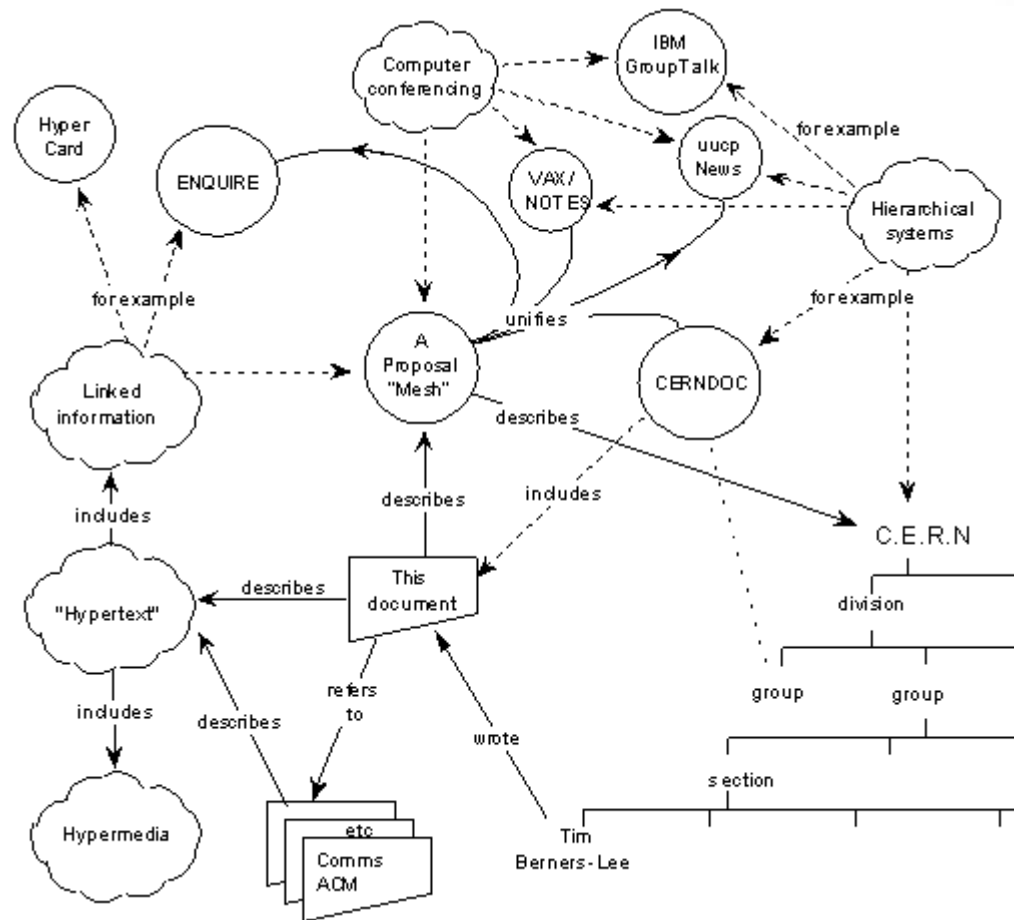 IBM
GroupTalk
Computer
conferencing
Hyper
Card
for example
uucp
News
ENQUIRE
VAX/
NOTES
Hierarchical
systems
for example
for example
unifies
A
Proposal
"Mesh"
CERNDOC
Linked
information
describes
describes
includes
includes
C.E.R.N
This
document
describes
"Hypertext"
division
refers
to
group
group
includes
describes
wrote
section
Hypermedia
etc
Comms
ACM
Tim
Berners-Lee